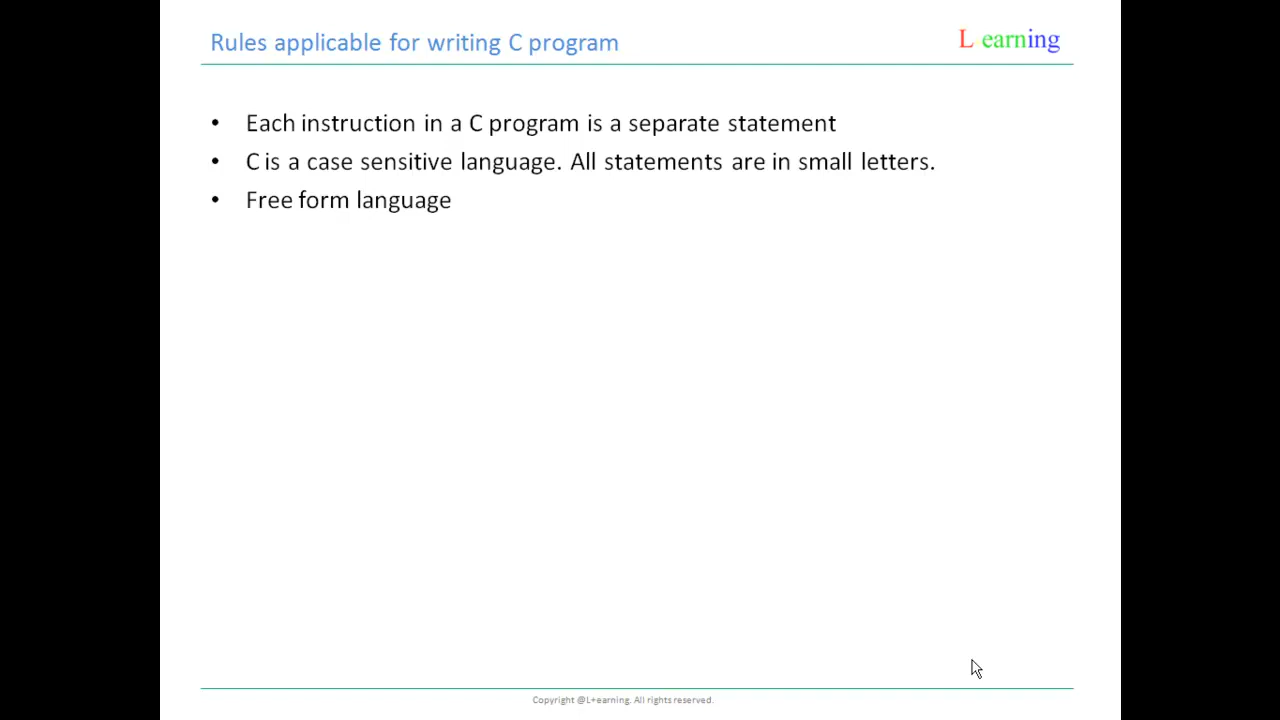 Rules applicable for writing C program
L earning
• Each instruction in a C program is a separate statement
• C is a case sensitive language. All statements are in small letters.
• Free form language
Copyright @L+earning. All rights reserved.